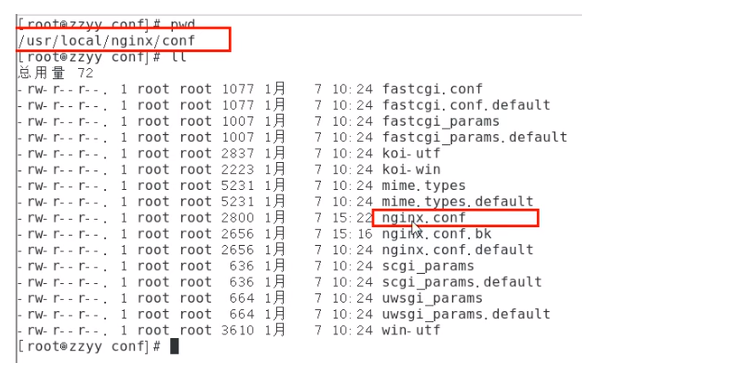 [root@zzyy conf]# pwd
/usr/local/nginx/conf
[root@zzyy conf]# ll
总用量 72
-rw-r--r--. 1 root root 1077 1月 7 10:24 fastcgi.conf
-rw-r--r--. 1 root root 1077 1月 7 10:24 fastcgi.conf.default
-rw-r--r--. 1 root root 1007 1月 7 10:24 fastcgi_params
-rw-r--r--. 1 root root 1007 1月 7 10:24 fastcgi_params.default
-rw-r--r--. 1 root root 2837 1月 7 10:24 koi-utf
-rw-r--r--. 1 root root 2223 1月 7 10:24 koi-win
-rw-r--r--. 1 root root 5231 1月 7 10:24 mime.types
-rw-r--r--. 1 root root 5231 1月 7 10:24 mime.types.default
-rw-r--r--. 1 root root 2800 1月 7 15:22 nginx.conf
-rw-r--r--. 1 root root 2656 1月 7 15:16 nginx.conf.bk
-rw-r--r--. 1 root root 2656 1月 7 10:24 nginx.conf.default
-rw-r--r--. 1 root root 636 1月 7 10:24 scgi_params
-rw-r--r--. 1 root root 636 1月 7 10:24 scgi_params.default
-rw-r--r--. 1 root root 664 1月 7 10:24 uwsgi_params
-rw-r--r--. 1 root root 664 1月 7 10:24 uwsgi_params.default
-rw-r--r--. 1 root root 3610 1月 7 10:24 win-utf
[root@zzyy conf]#